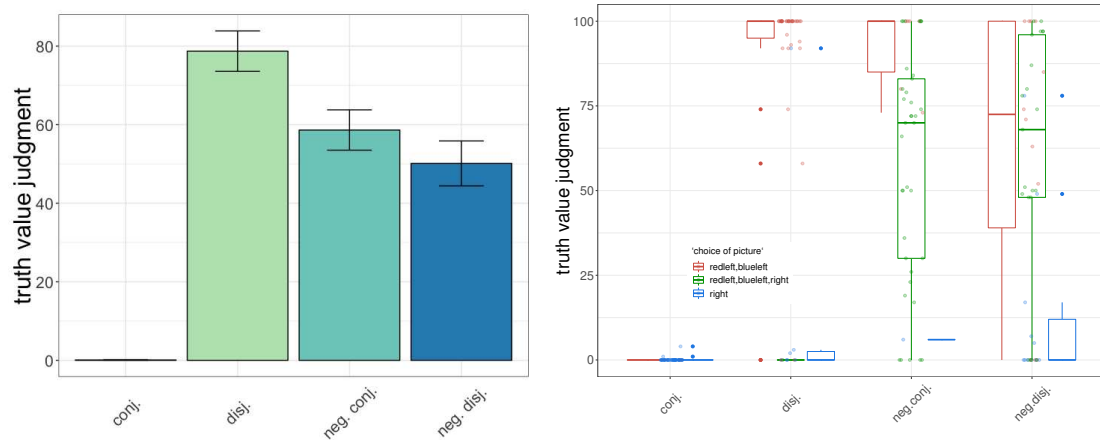 truth value judgment
80
60
40
20
0
conj.
disj.
neg. conj.
neg. disj.
truth value judgment
100
75
50
25
0
'choice of picture'
redleft,blueleft
redleft,blueleft,right
right
conj.
disj.
neg.conj.
neg.disj.